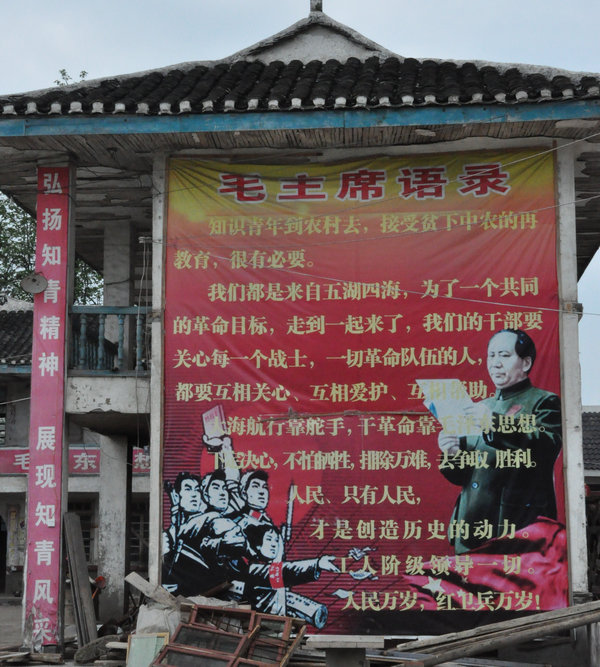 毛主席语录
知识青年到农村去，接受贫下中农的再
教育，很有必要。
我们都是来自五湖四海，为了一个共同
的革命目标，走到一起来了，我们的干部要
关心每一个战士，一切革命队伍的人，
都要互相关心、互相爱护、互相帮助。
大海航行靠舵手，干革命靠毛泽东思想。
下定决心，不怕牺牲，排除万难，去争取 胜利。
人民、只有人民，
才是创造历史的动力。
工人阶级领导一切。
人民万岁，红卫兵万岁！
弘扬知青精神 展现知青风采
毛东想